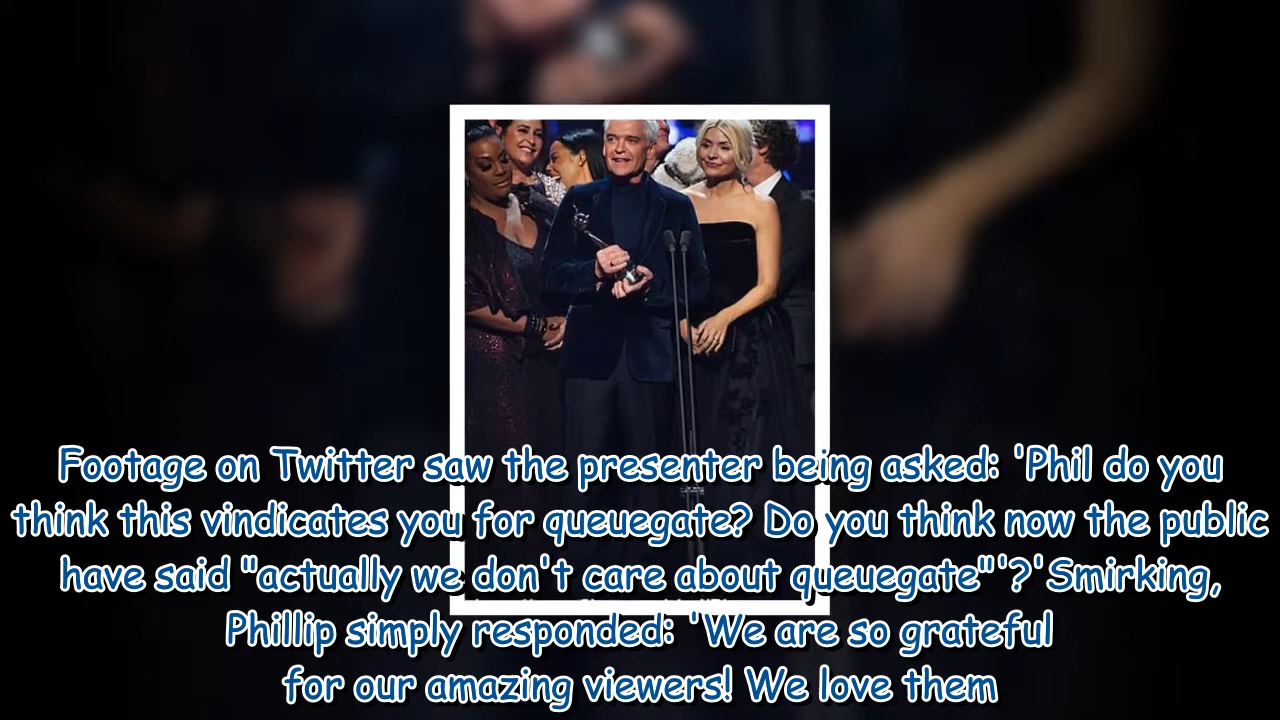 Footage on Twitter saw the presenter being asked: 'Phil do you
think this vindicates you for queuegate? Do you think now the public
have said "actually we don't care about queuegate"'?'Smirking,
Phillip simply responded: 'We are so grateful
for our amazing viewers! We love them